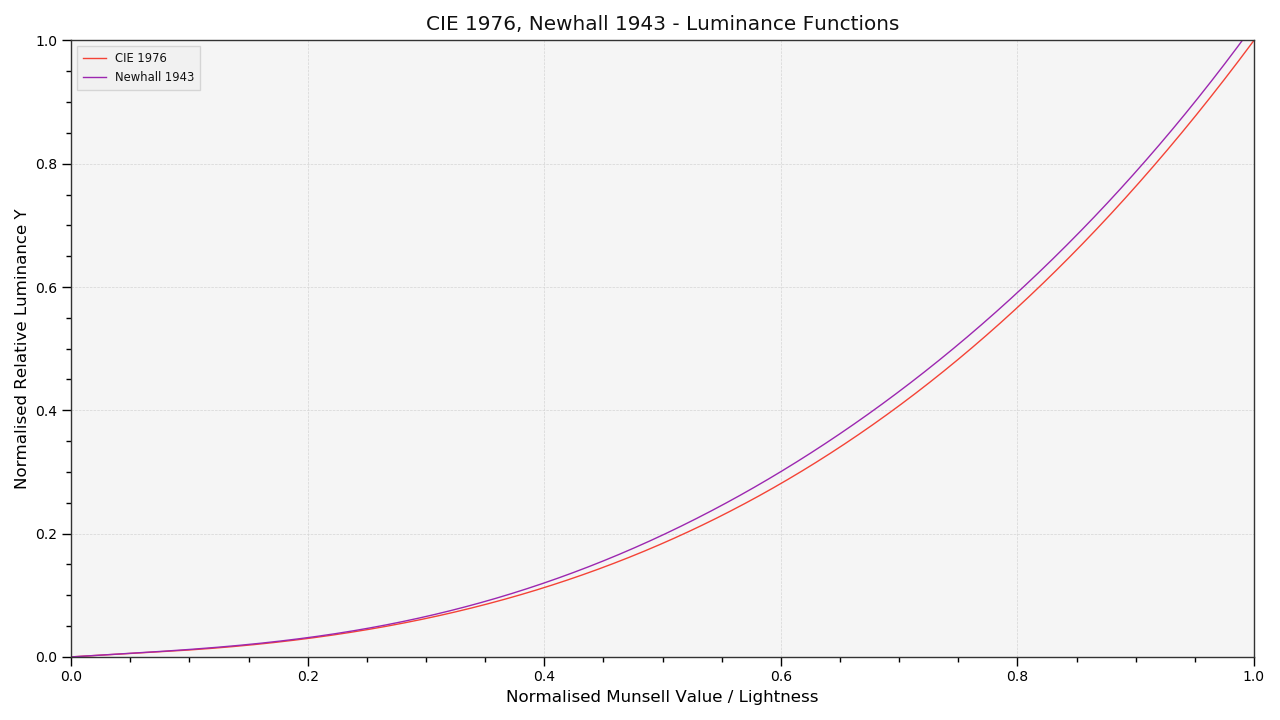 CIE 1976, Newhall 1943 - Luminance Functions
CIE 1976
Newhall 1943
Normalised Relative Luminance Y
1.0
0.8
0.6
0.4
0.2
0.0
0.0 0.2 0.4 0.6 0.8 1.0
Normalised Munsell Value / Lightness